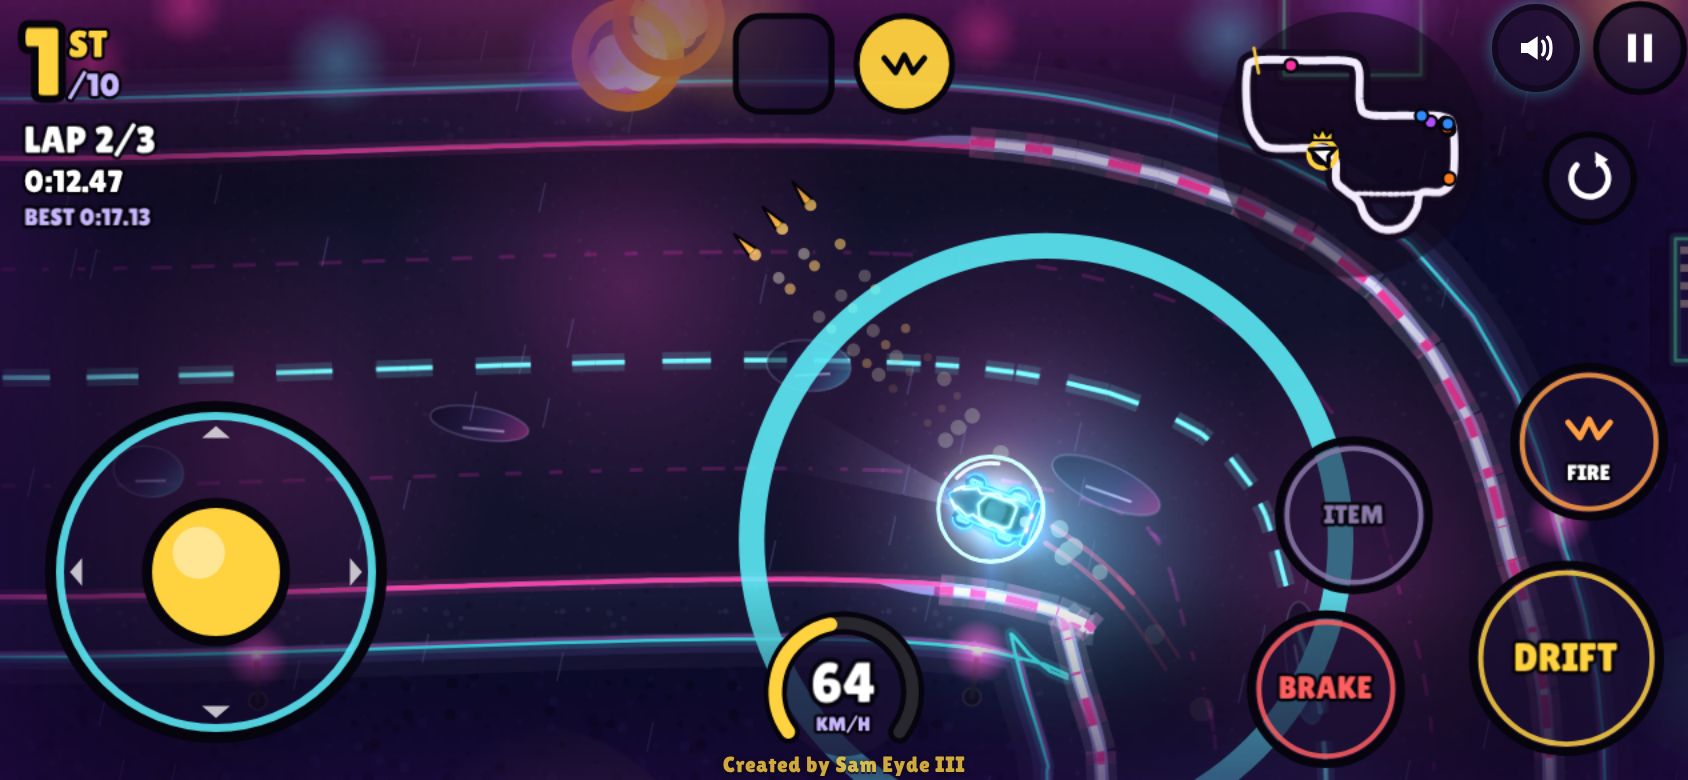 1ST
/10
LAP 2/3
0:12.47
BEST 0:17.13
FIRE
ITEM
DRIFT
BRAKE
64
KM/H
Created by Sam Eyde III